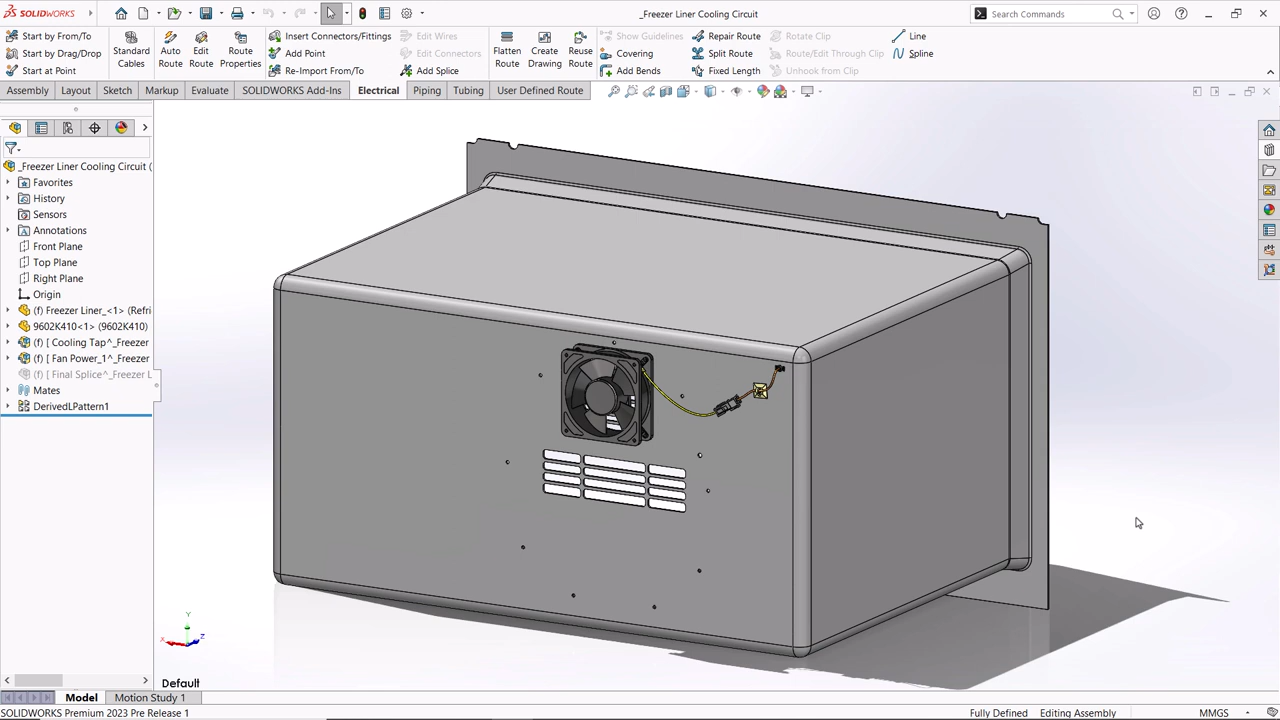 SOLIDWORKS
_Freezer Liner Cooling Circuit
Search Commands
Start by From/To
Start by Drag/Drop
Start at Point
Standard Cables
Auto Route
Edit Route
Route Properties
Insert Connectors/Fittings
Add Point
Re-Import From/To
Edit Wires
Edit Connectors
Add Splice
Flatten Route
Create Drawing
Reuse Route
Show Guidelines
Covering
Add Bends
Repair Route
Split Route
Fixed Length
Rotate Clip
Route/Edit Through Clip
Unhook from Clip
Line
Spline
Assembly Layout Sketch Markup Evaluate SOLIDWORKS Add-Ins Electrical Piping Tubing User Defined Route
_Freezer Liner Cooling Circuit (
Favorites
History
Sensors
Annotations
Front Plane
Top Plane
Right Plane
Origin
(f) Freezer Liner_<1> (Refri
9602K410<1> (9602K410)
(f) [ Cooling Tap^_Freezer
(f) [ Fan Power_1^_Freezer
(f) [ Final Splice^_Freezer L
Mates
DerivedLPattern1
Y
X
Z
Default
Model Motion Study 1
SOLIDWORKS Premium 2023 Pre Release 1
Fully Defined Editing Assembly MMGS